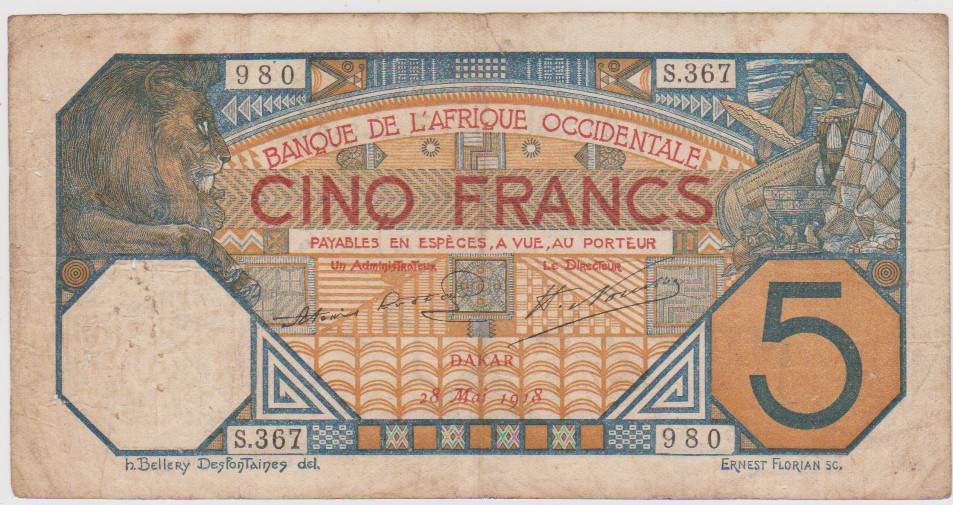 980
S.367
BANQUE DE L'AFRIQUE OCCIDENTALE
CINQ FRANCS
PAYABLES EN ESPÈCES, A VUE, AU PORTEUR
Un Administrateur
Le Directeur
DAKAR
28 Mai 1918
5
S.367
980
h. Bellery Desfontaines del.
ERNEST FLORIAN SC.